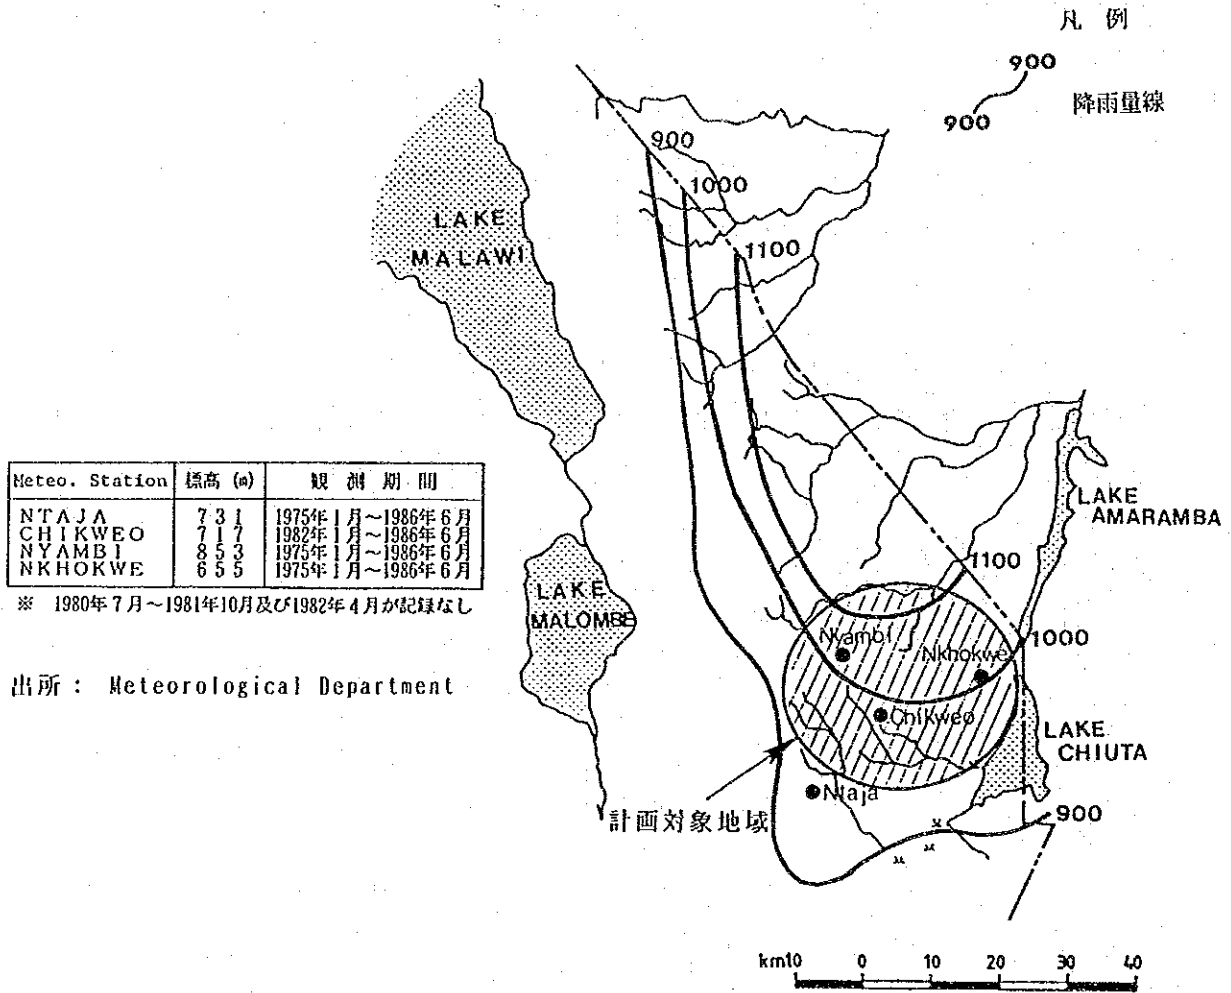 凡 例
900
900
降雨量線
900
1000
1100
LAKE
MALAWI
Meteo. Station 標高 (m) 観 測 期 間
NTAJA 731 1975年1月～1986年6月
CHIKWEO 717 1982年1月～1986年6月
NYAMBI 853 1975年1月～1986年6月
NKHOKWE 655 1975年1月～1986年6月
※ 1980年7月～1981年10月及び1982年4月が記録なし
出所： Meteorological Department
LAKE
MALOMBE
LAKE
AMARAMBA
1100
1000
Nyambi
Nkhokwe
Chikweo
LAKE
CHIUTA
Ntaja
計画対象地域
900
km10 0 10 20 30 40